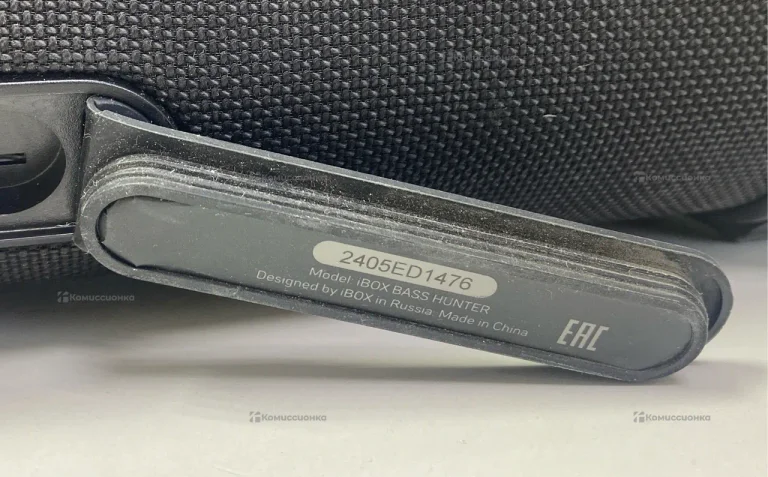 2405ED1476
Model: iBOX BASS HUNTER
Designed by iBOX in Russia. Made in China
EAC
Комиссионка
Комиссионка
Комиссионка
Комиссионка